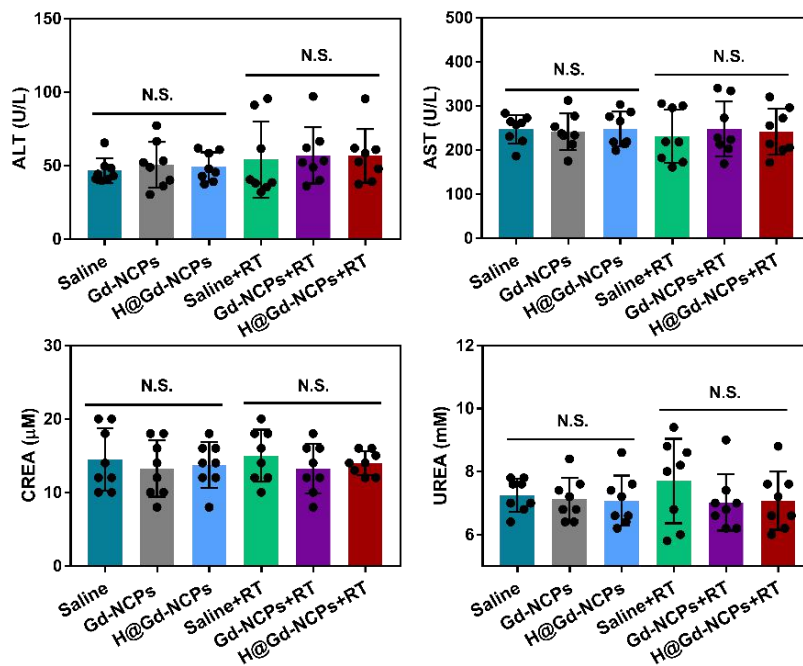 150
100
50
0
ALT (U/L)
N.S.
N.S.
Saline
Gd-NCPs
H@Gd-NCPs
Saline+RT
Gd-NCPs+RT
H@Gd-NCPs+RT
500
400
300
200
100
0
AST (U/L)
N.S.
N.S.
Saline
Gd-NCPs
H@Gd-NCPs
Saline+RT
Gd-NCPs+RT
H@Gd-NCPs+RT
30
20
10
0
CREA (μM)
N.S.
N.S.
Saline
Gd-NCPs
H@Gd-NCPs
Saline+RT
Gd-NCPs+RT
H@Gd-NCPs+RT
12
10
8
6
UREA (mM)
N.S.
N.S.
Saline
Gd-NCPs
H@Gd-NCPs
Saline+RT
Gd-NCPs+RT
H@Gd-NCPs+RT